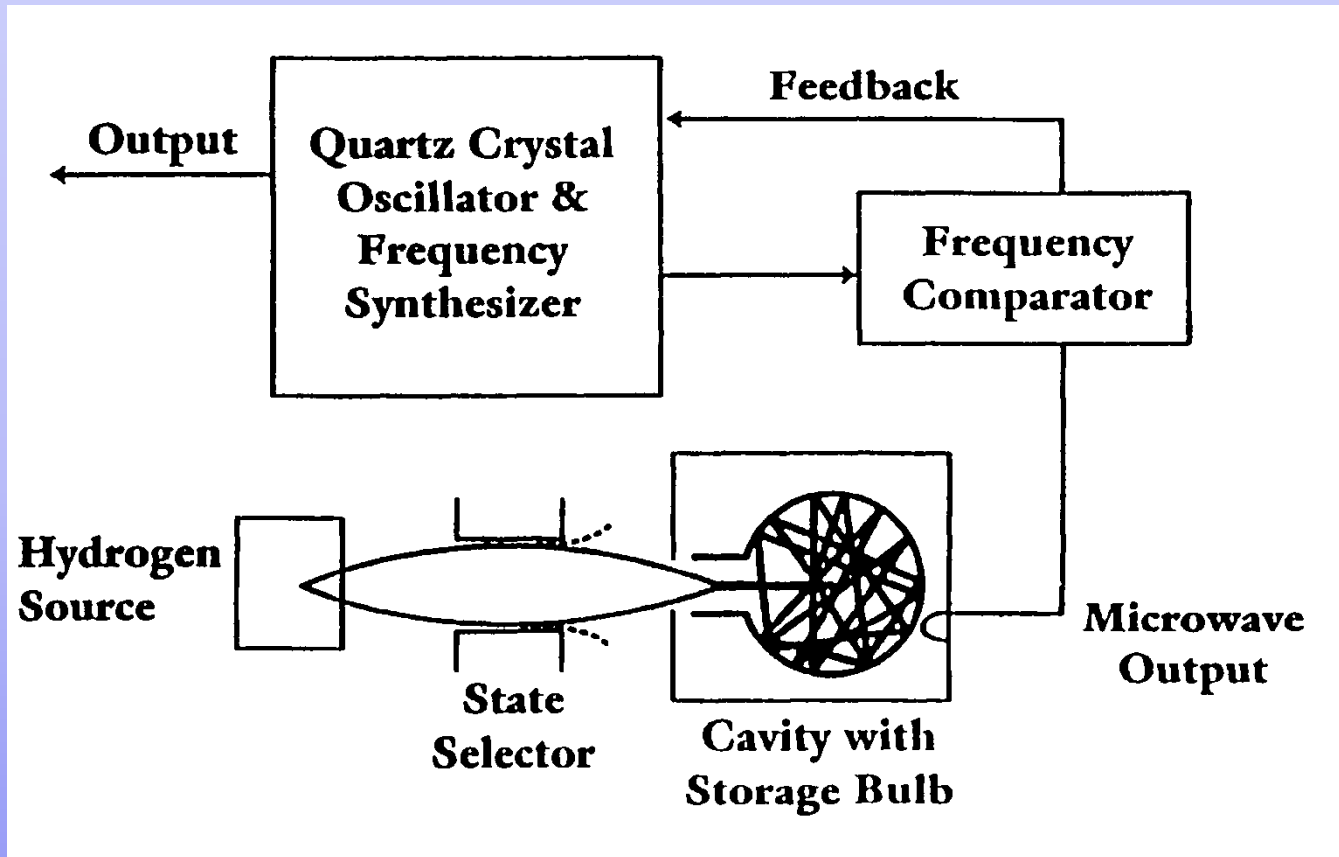 Output
Quartz Crystal
Oscillator &
Frequency
Synthesizer
Feedback
Frequency
Comparator
Hydrogen
Source
State
Selector
Cavity with
Storage Bulb
Microwave
Output